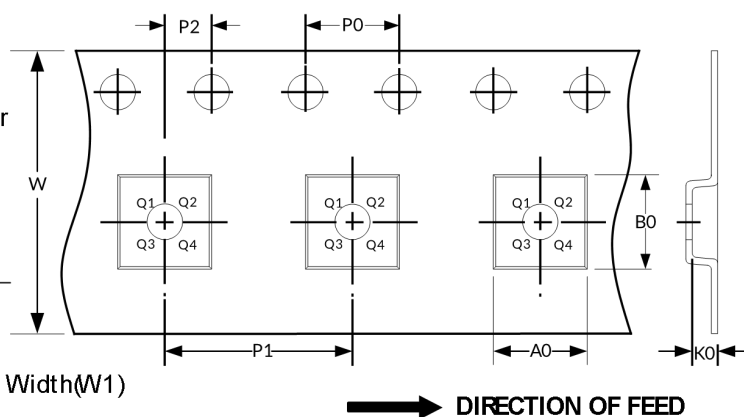 P2 P0
r
W
Q1 Q2 Q1 Q2 Q1 Q2
B0
Q3 Q4 Q3 Q4 Q3 Q4
P1 A0 K0
Width(W1)
DIRECTION OF FEED